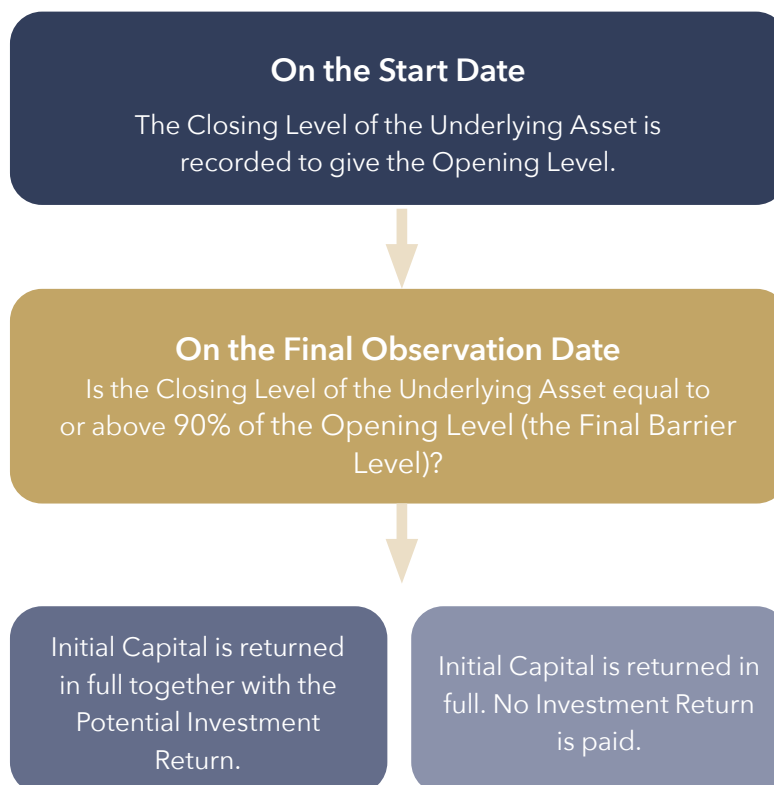 On the Start Date
The Closing Level of the Underlying Asset is
recorded to give the Opening Level.
On the Final Observation Date
Is the Closing Level of the Underlying Asset equal to
or above 90% of the Opening Level (the Final Barrier
Level)?
Initial Capital is returned
in full together with the
Potential Investment
Return.
Initial Capital is returned in
full. No Investment Return
is paid.